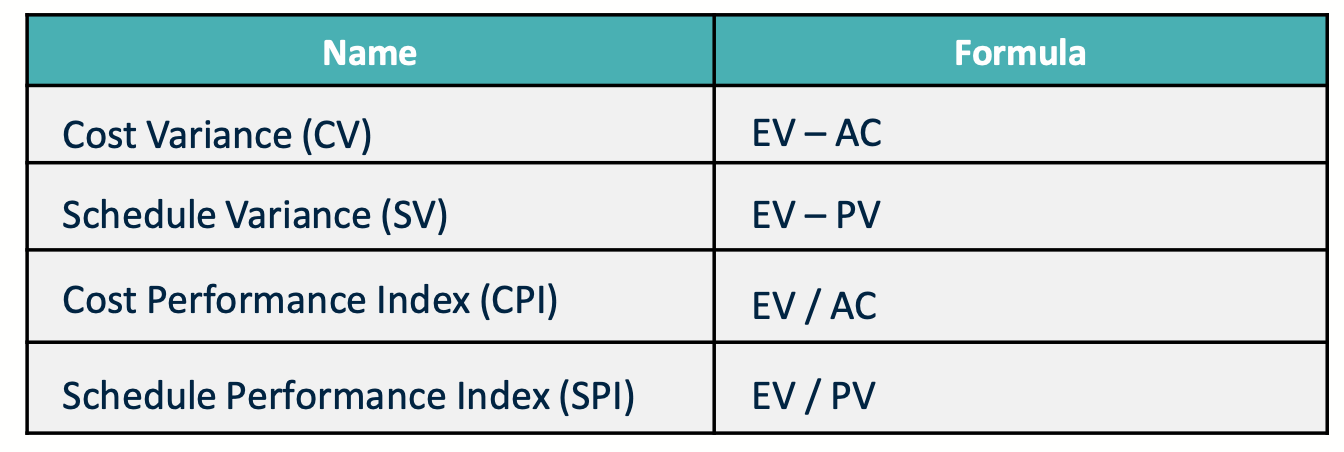 Name Formula
Cost Variance (CV) EV – AC
Schedule Variance (SV) EV – PV
Cost Performance Index (CPI) EV / AC
Schedule Performance Index (SPI) EV / PV